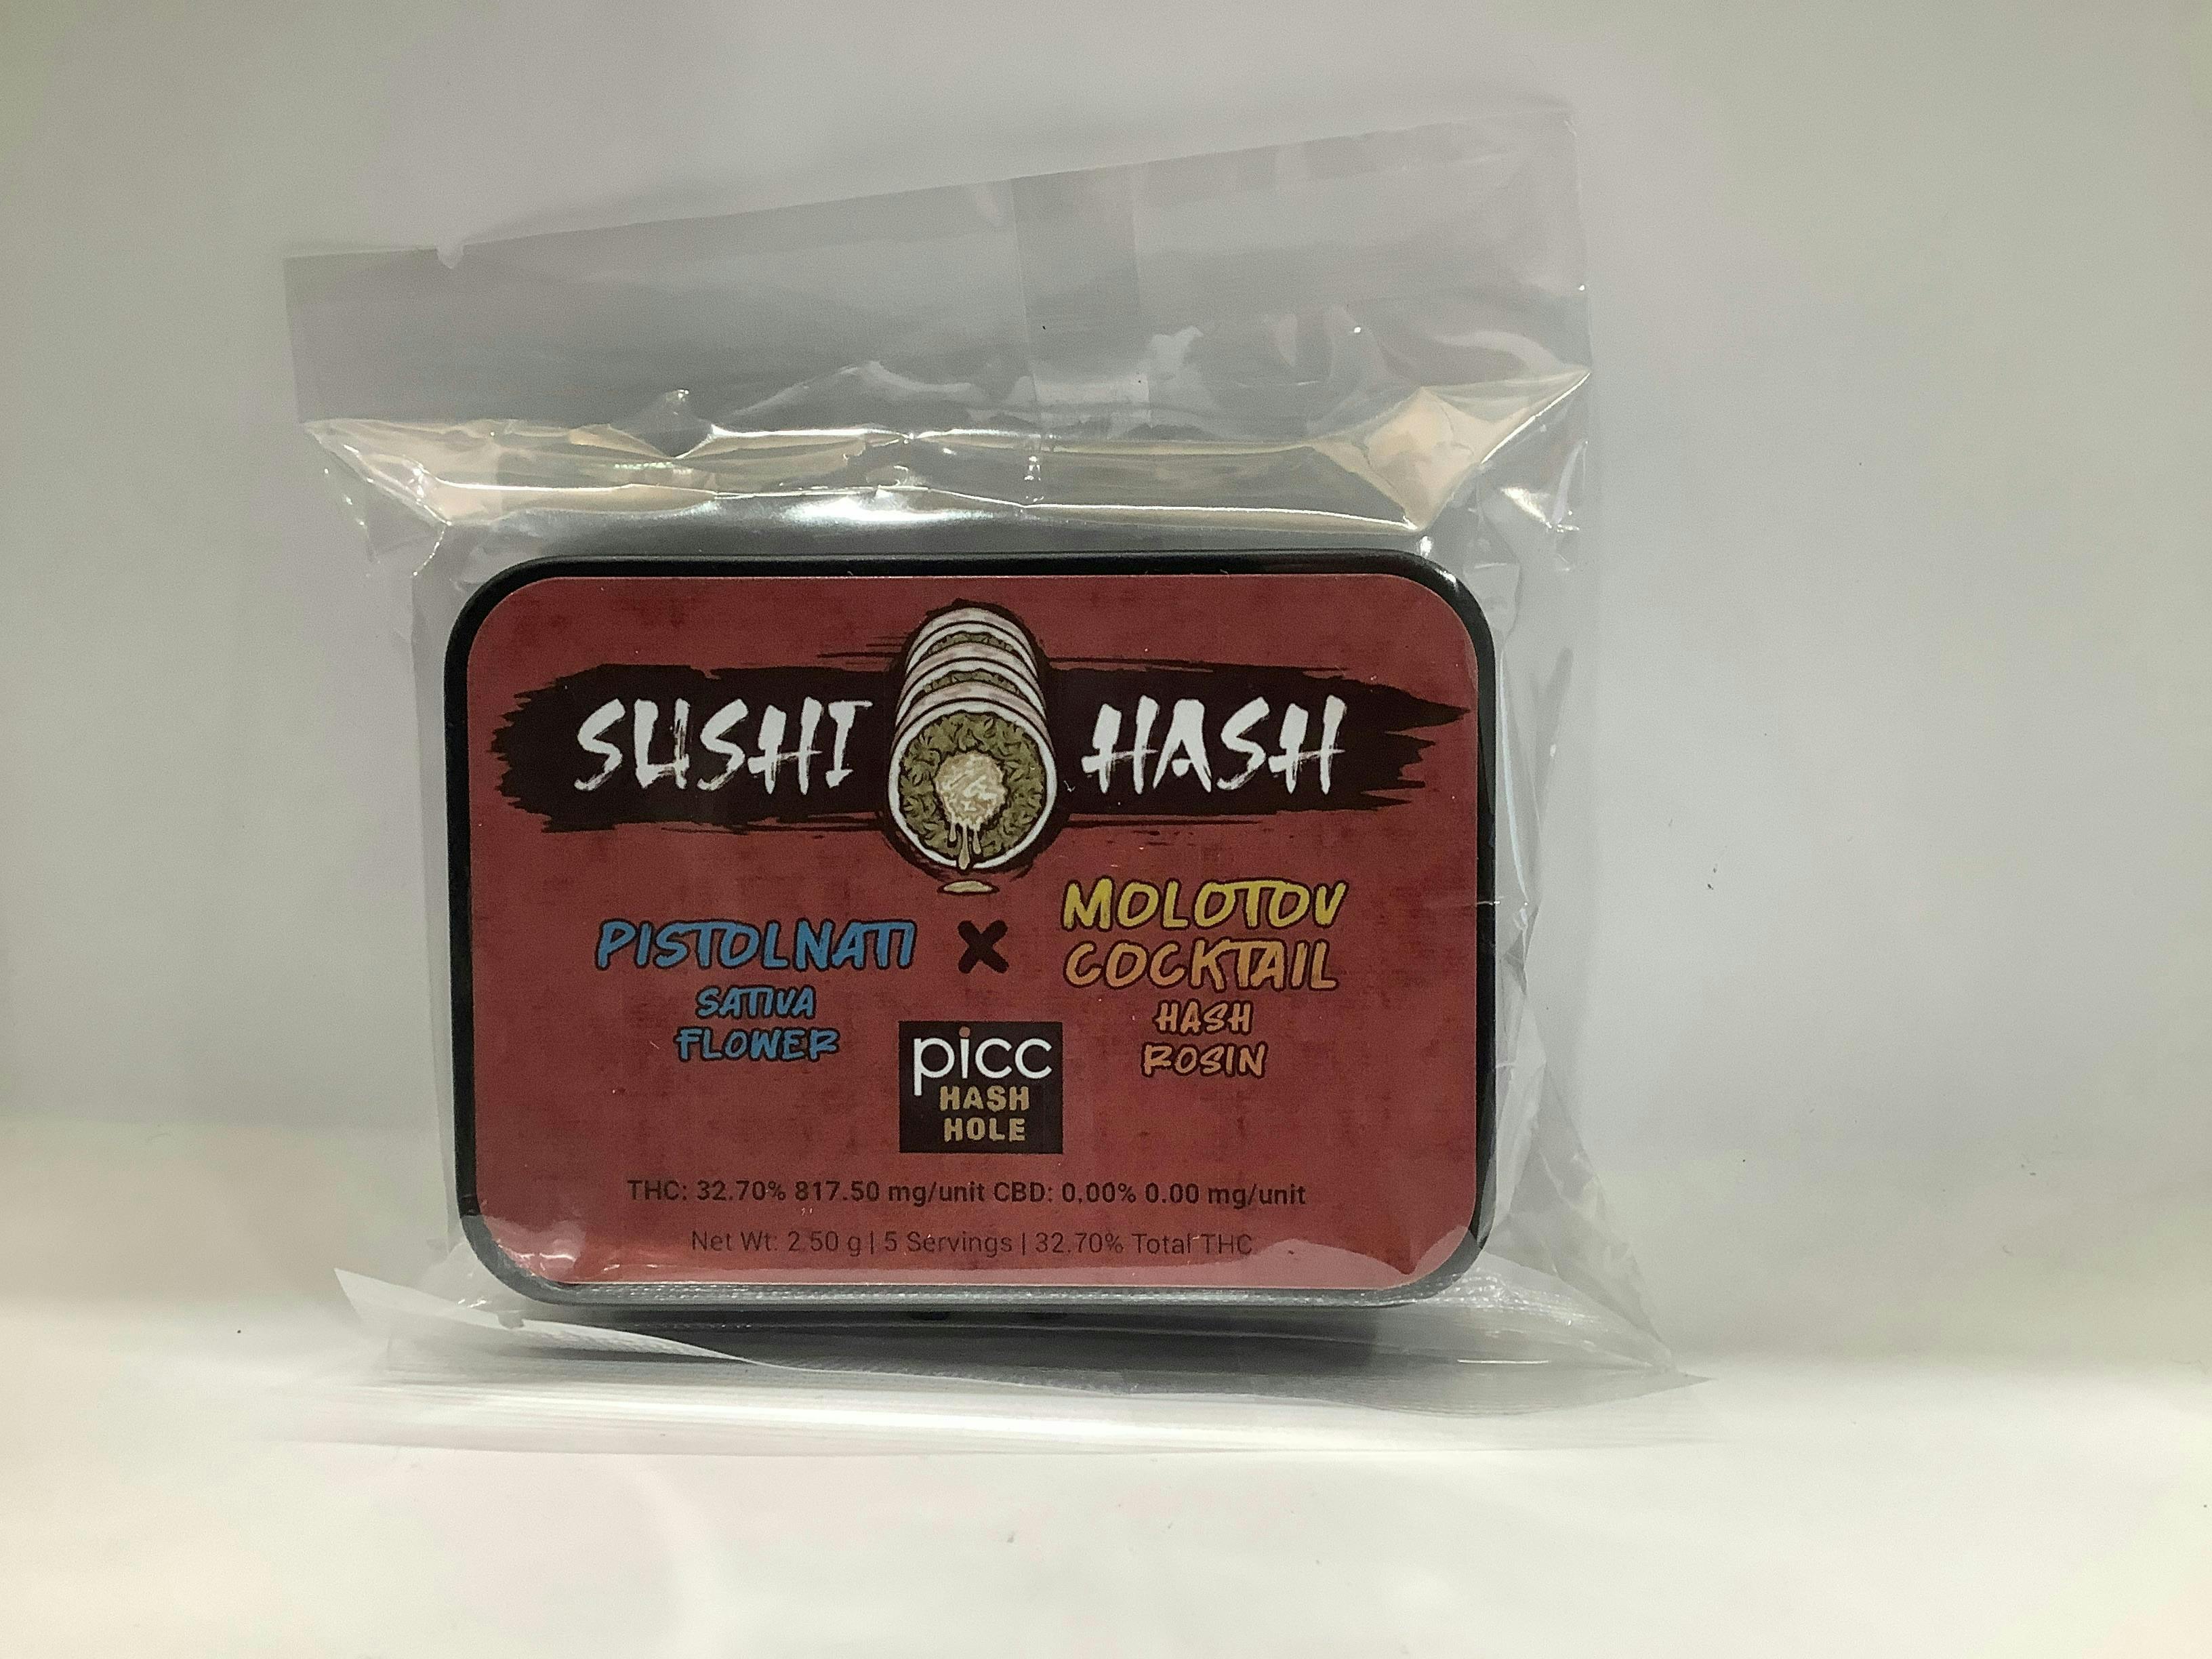 SUSHI HASH
PISTOLNATI X MOLOTOV COCKTAIL
SATIVA
FLOWER
HASH
ROSIN
picc
HASH
HOLE
THC: 32.70% 817.50 mg/unit CBD: 0.00% 0.00 mg/unit
Net Wt: 2.50 g | 5 Servings | 32.70% Total THC